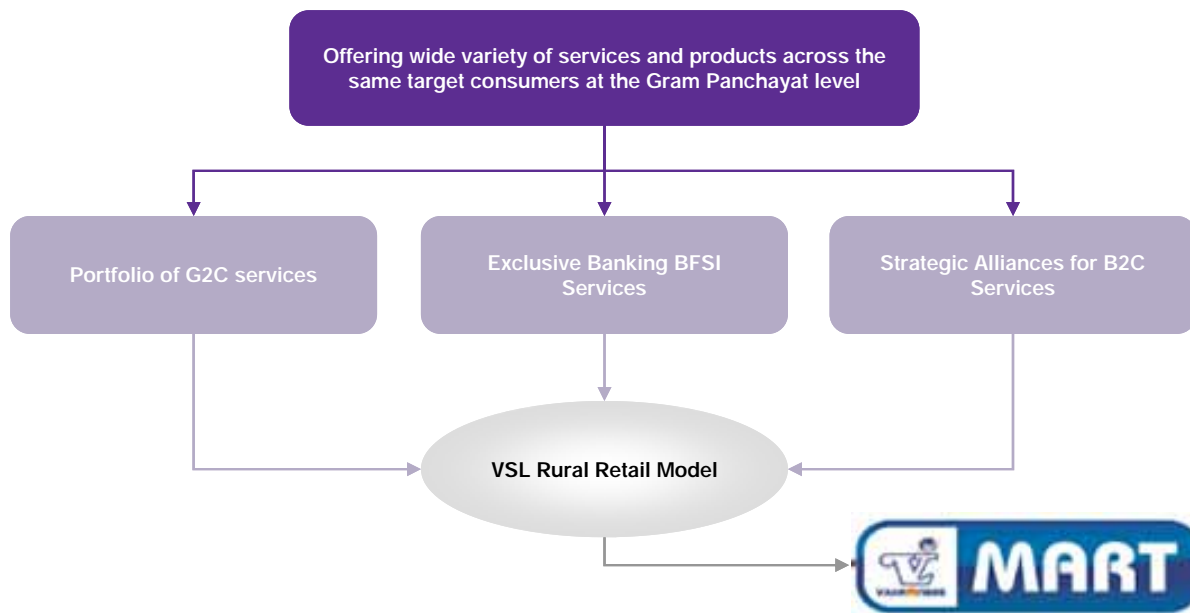 Offering wide variety of services and products across the
same target consumers at the Gram Panchayat level
Portfolio of G2C services
Exclusive Banking BFSI
Services
Strategic Alliances for B2C
Services
VSL Rural Retail Model
MART